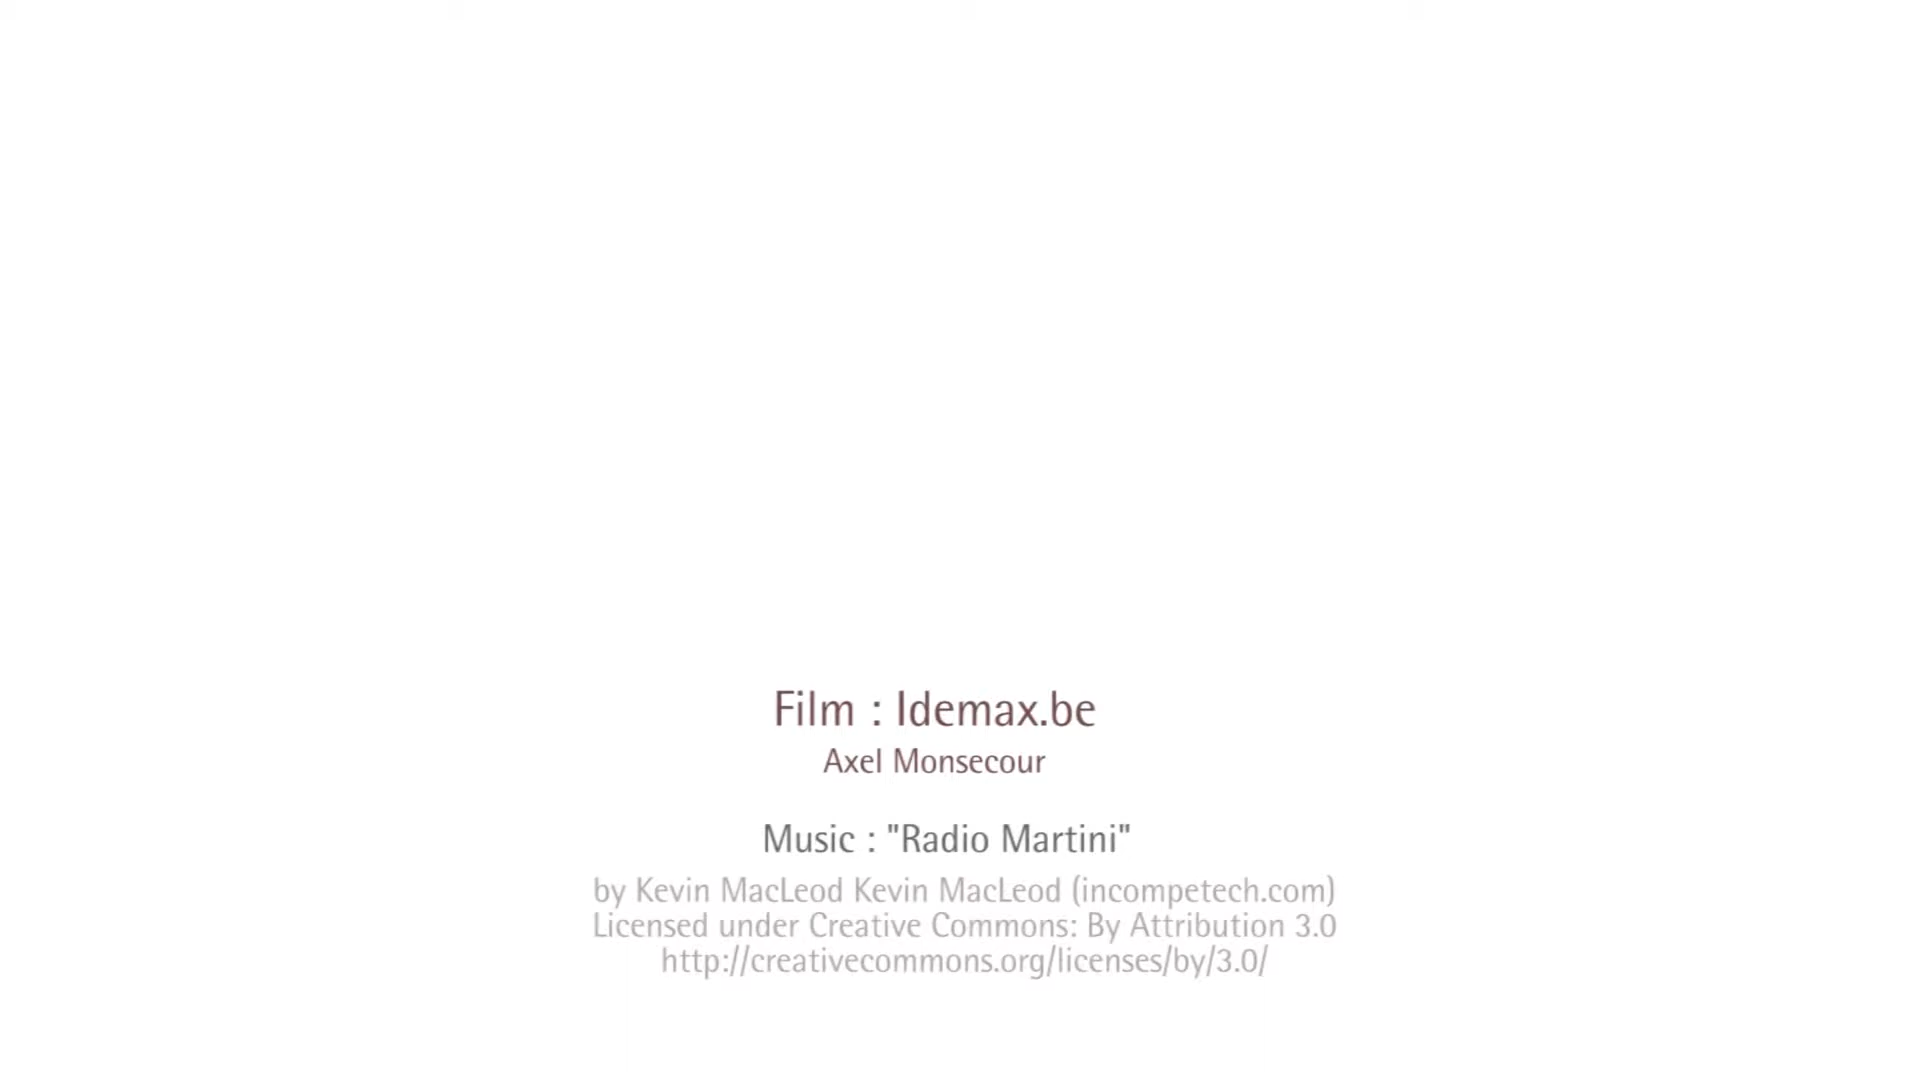 Film : Idemax.be
Axel Monsecour
Music : "Radio Martini"
by Kevin MacLeod Kevin MacLeod (incompetech.com)
Licensed under Creative Commons: By Attribution 3.0
http://creativecommons.org/licenses/by/3.0/